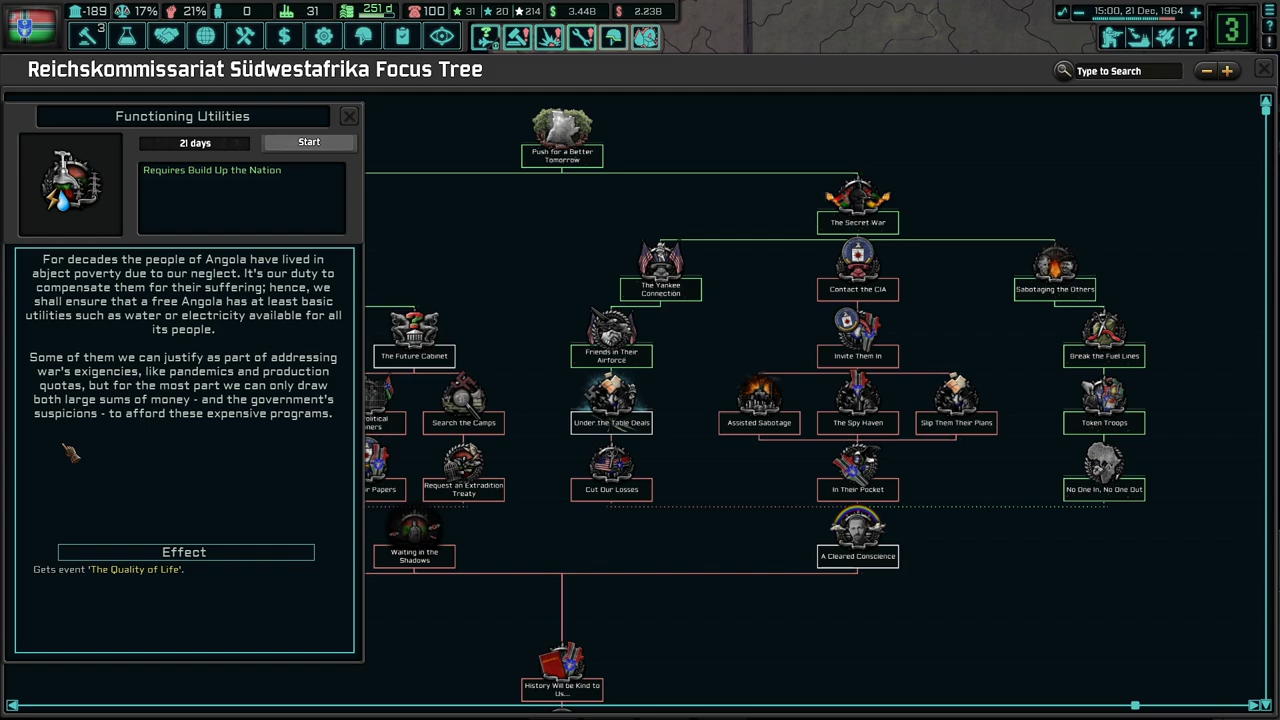 -189
17%
21%
0
31
251 d
100
31
20
214
3.44B
2.23B
15:00, 21 Dec, 1964
3
3
Reichskommissariat Südwestafrika Focus Tree
Type to Search
Functioning Utilities
21 days
Start
Requires Build Up the Nation
For decades the people of Angola have lived in
abject poverty due to our neglect. It's our duty to
compensate them for their suffering; hence, we
shall ensure that a free Angola has at least basic
utilities such as water or electricity available for all
its people.
Some of them we can justify as part of addressing
war's exigencies, like pandemics and production
quotas, but for the most part we can only draw
both large sums of money - and the government's
suspicions - to afford these expensive programs.
Effect
Gets event 'The Quality of Life'.
Push for a Better
Tomorrow
The Secret War
The Yankee
Connection
Contact the CIA
Sabotaging the Others
The Future Cabinet
Friends in Their
Airforce
Invite Them In
Break the Fuel Lines
olitical
ners
Search the Camps
Under the Table Deals
Assisted Sabotage
The Spy Haven
Slip Them Their Plans
Token Troops
r Papers
Request an Extradition
Treaty
Cut Our Losses
In Their Pocket
No One In, No One Out
Waiting in the
Shadows
A Cleared Conscience
History Will be Kind to
Us...